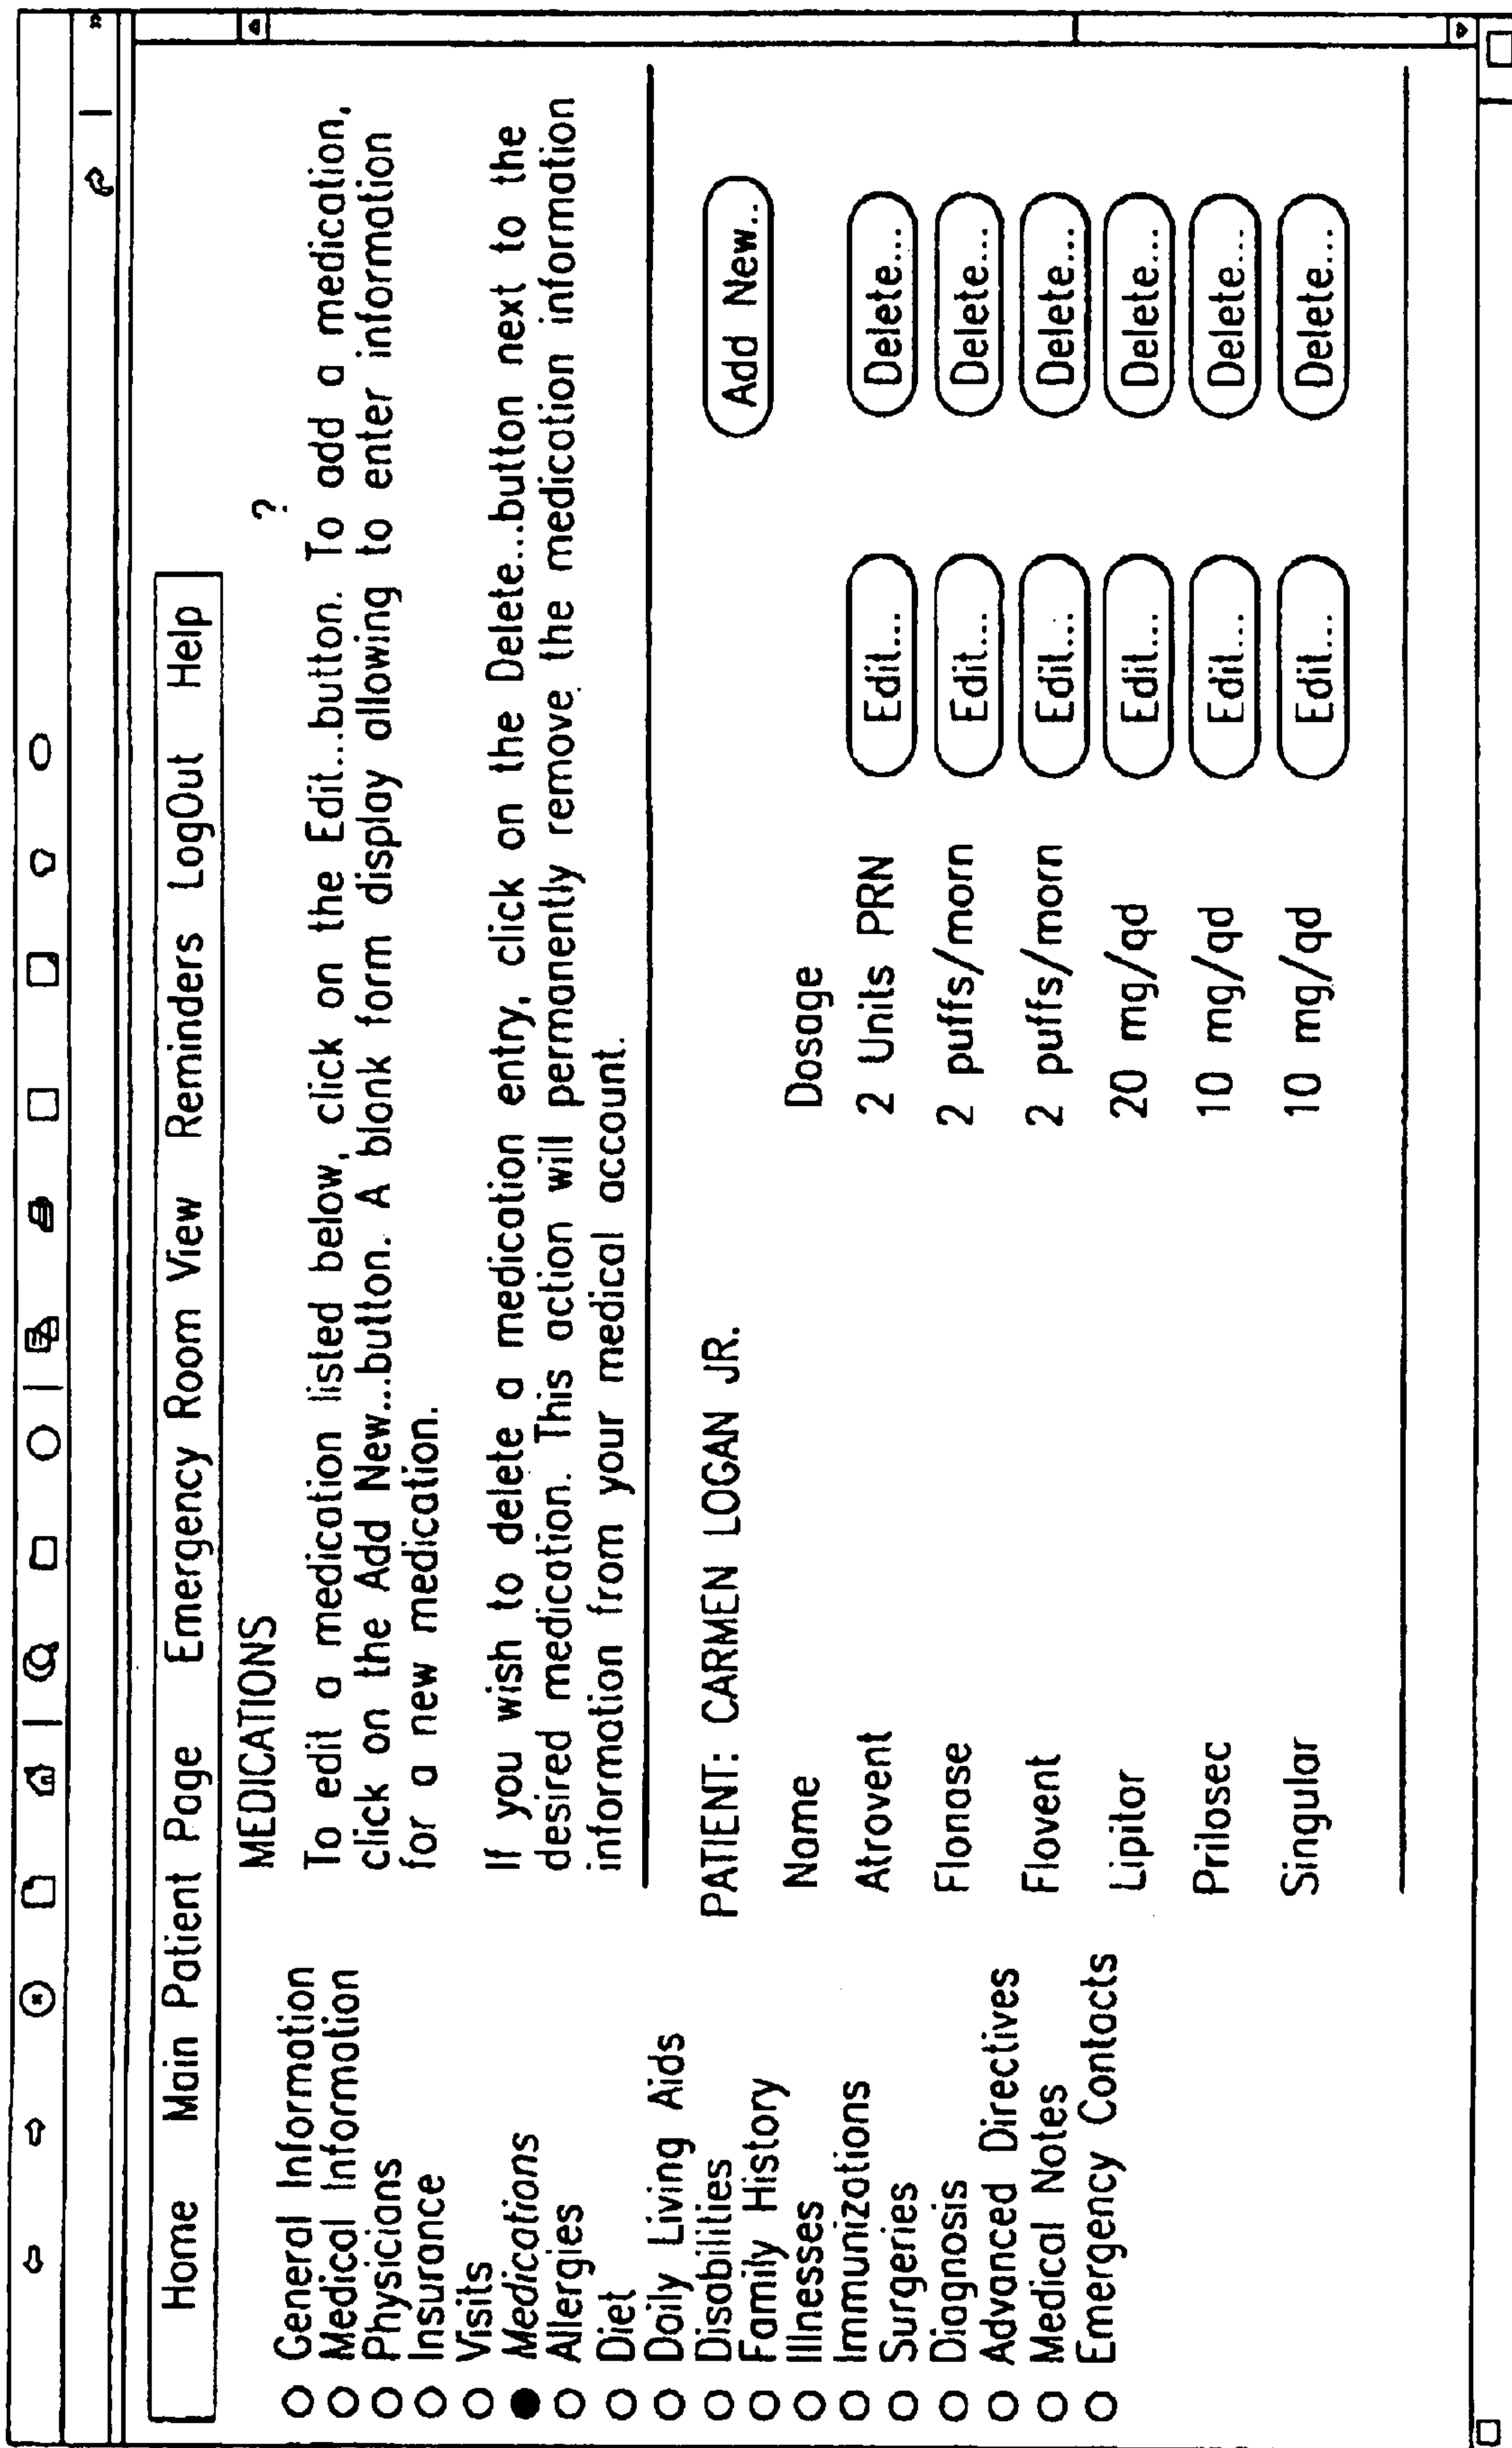 Home Main Patient Page Emergency Room View Reminders LogOut Help
General Information
Medical Information
Physicians
Insurance
Visits
Medications
Allergies
Diet
Daily Living Aids
Disabilities
Family History
Illnesses
Immunizations
Surgeries
Diagnosis
Advanced Directives
Medical Notes
Emergency Contacts
MEDICATIONS
?
To edit a medication listed below, click on the Edit...button. To add a medication,
click on the Add New...button. A blank form display allowing to enter information
for a new medication.
If you wish to delete a medication entry, click on the Delete...button next to the
desired medication. This action will permanently remove the medication information
information from your medical account.
PATIENT: CARMEN LOGAN JR. Add New...
Name Dosage
Atrovent 2 Units PRN Edit... Delete...
Flonase 2 puffs/morn Edit... Delete...
Flovent 2 puffs/morn Edit... Delete...
Lipitor 20 mg/qd Edit... Delete...
Prilosec 10 mg/qd Edit... Delete...
Singular 10 mg/qd Edit... Delete...